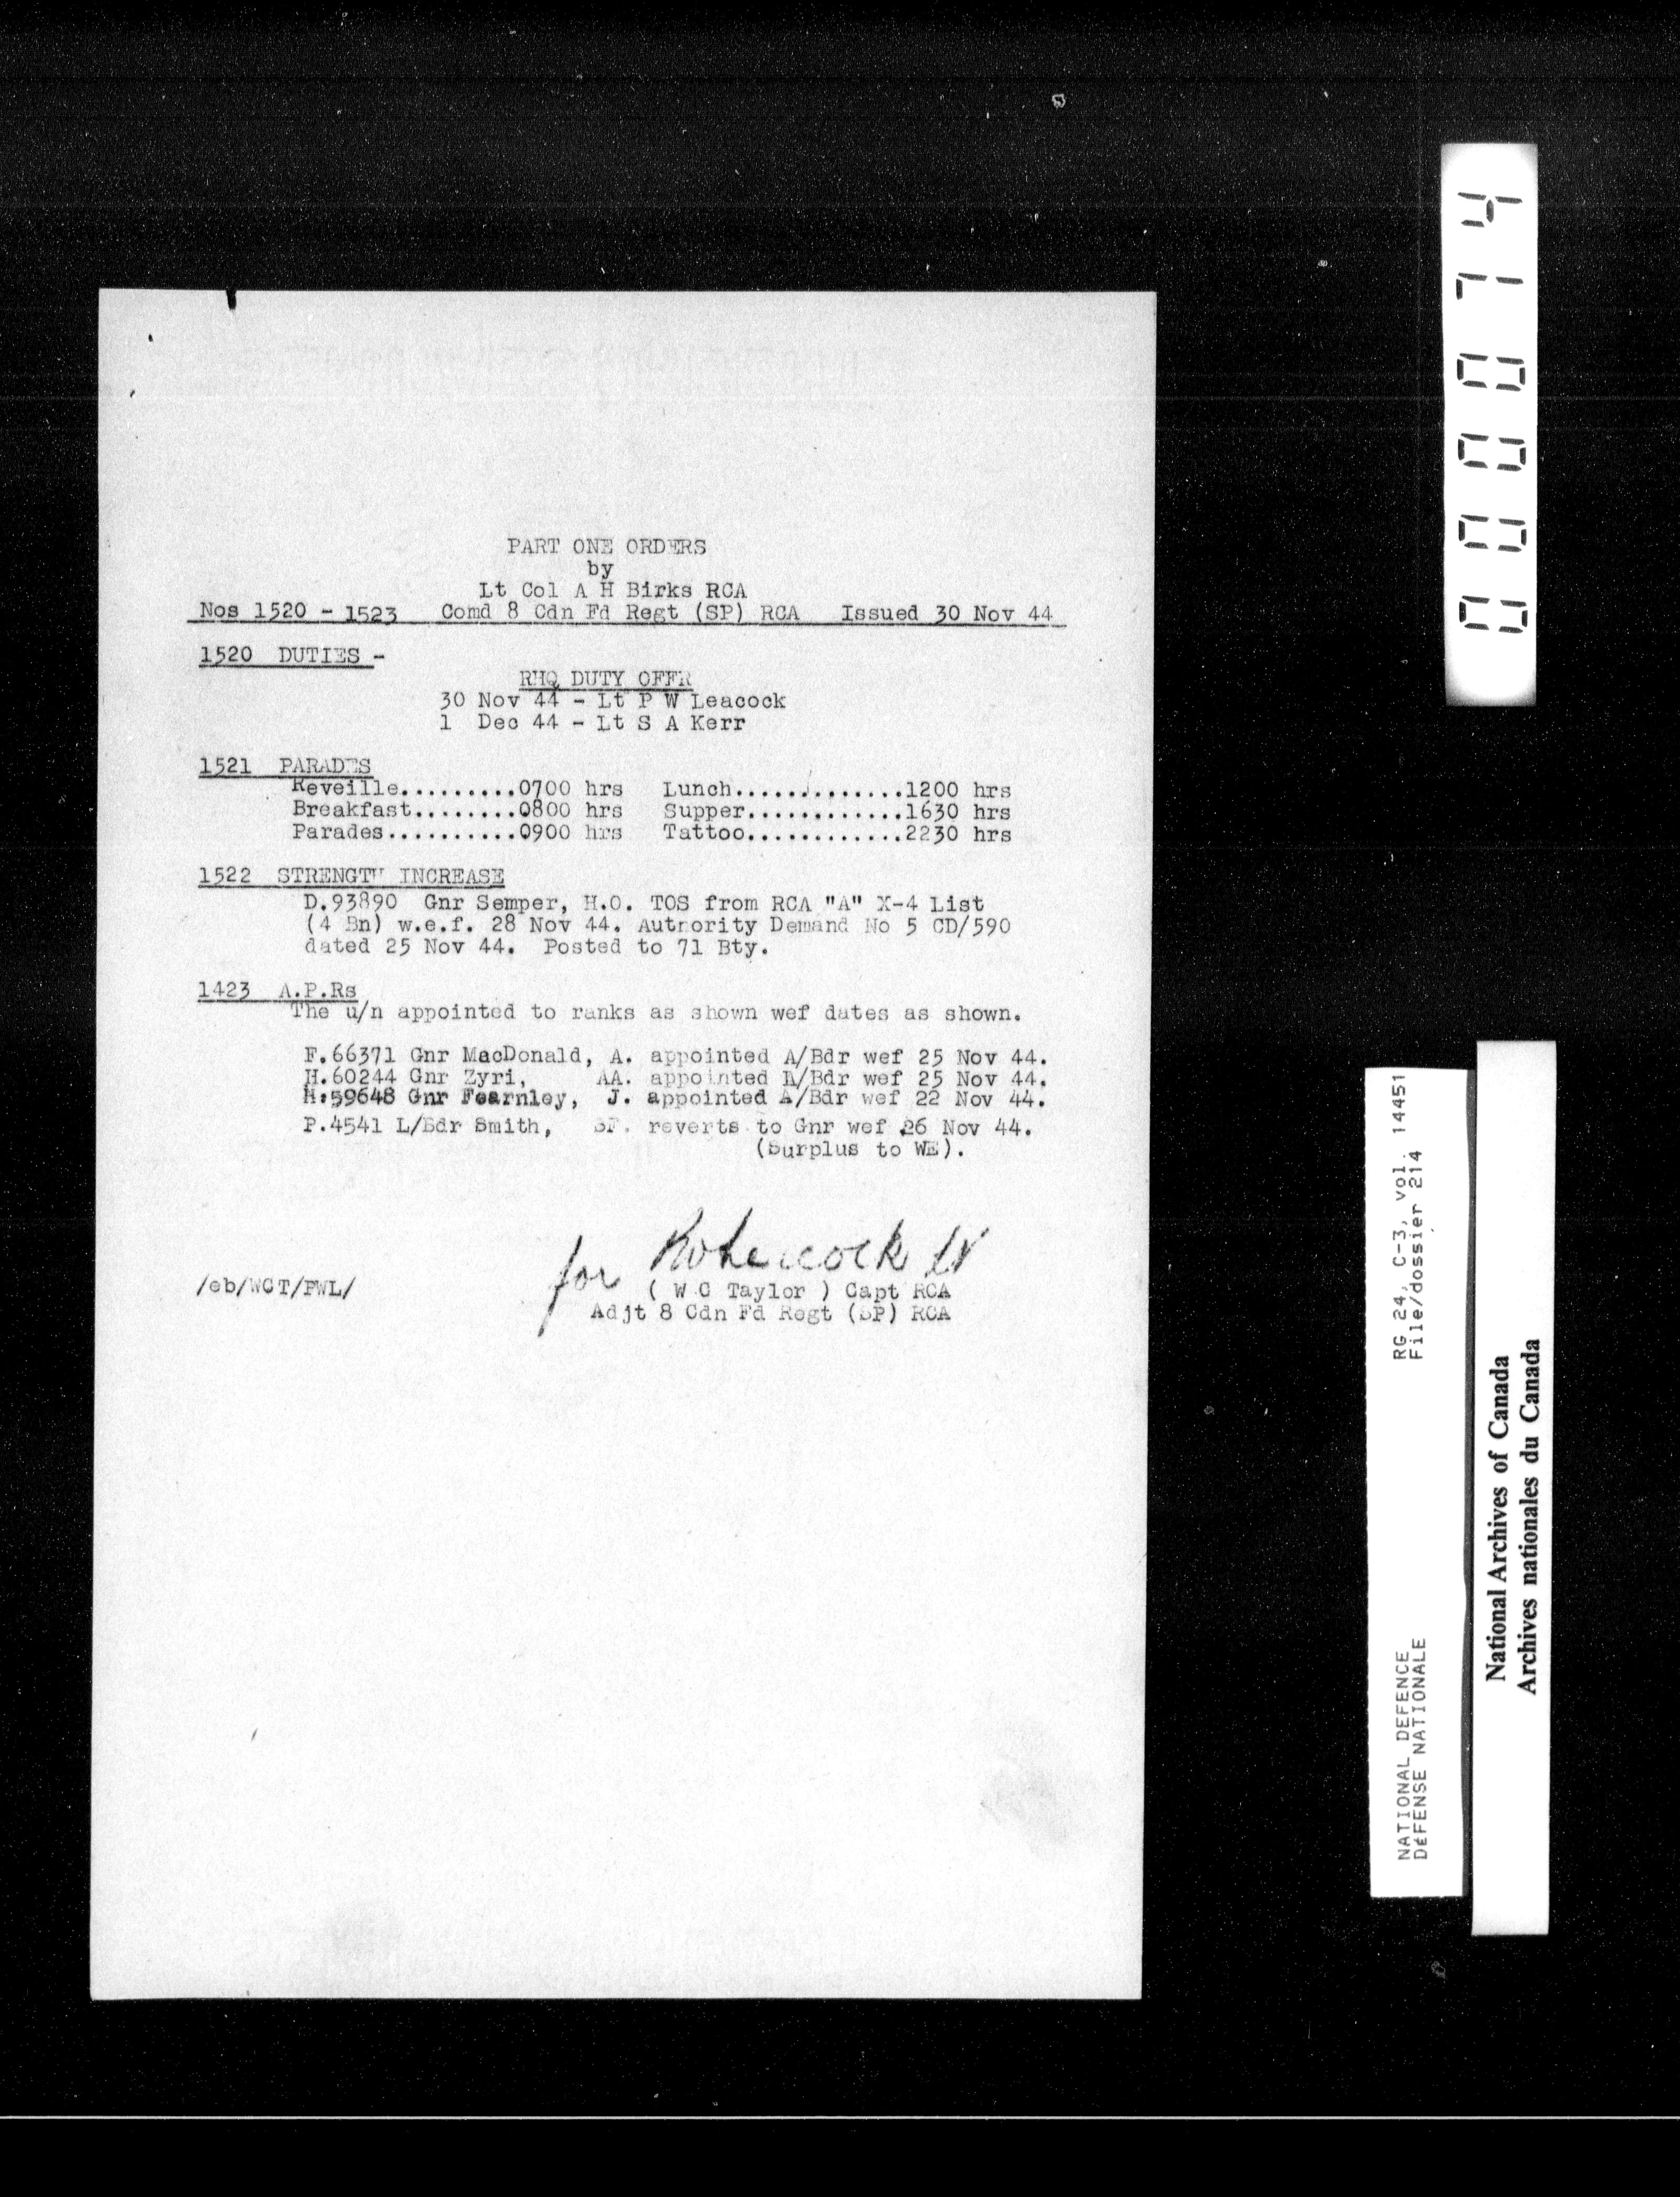 PART ONE ORDERS
by
Lt Col A H Birks RCA
Nos 1520 - 1523 Comd 8 Cdn Fd Regt (SP) RCA Issued 30 Nov 44
1520 DUTIES -
RHQ DUTY OFFR
30 Nov 44 - Lt P W Leacock
1 Dec 44 - Lt S A Kerr
1521 PARADES
Reveille.........0700 hrs Lunch.............1200 hrs
Breakfast........0800 hrs Supper............1630 hrs
Parades..........0900 hrs Tattoo............2230 hrs
1522 STRENGTH INCREASE
D.93890 Gnr Semper, H.O. TOS from RCA "A" X-4 List
(4 Bn) w.e.f. 28 Nov 44. Autrority Demand No 5 CD/590
dated 25 Nov 44. Posted to 71 Bty.
1423 A.P.Rs
The u/n appointed to ranks as shown wef dates as shown.
F.66371 Gnr MacDonald, A. appointed A/Bdr wef 25 Nov 44.
H.60244 Gnr Zyri, AA. appointed /Bdr wef 25 Nov 44.
H.59648 Gnr Fearnley, J. appointed A/Bdr wef 22 Nov 44.
P.4541 L/Bdr Smith, SF. reverts to Gnr wef 26 Nov 44.
(Surplus to WE).
for Leacock Lt
/eb/WCT/PWL/ ( W C Taylor ) Capt RCA
Adjt 8 Cdn Fd Regt (SP) RCA
000074
NATIONAL DEFENCE RG 24, C-3, vol. 14451
DéFENSE NATIONALE File/dossier 214
National Archives of Canada
Archives nationales du Canada